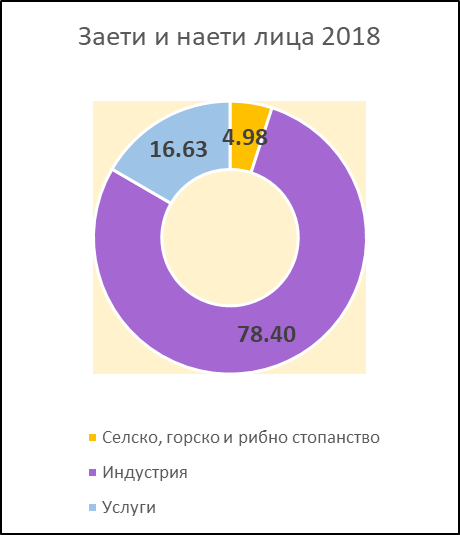 Заети и наети лица 2018
16.63
4.98
78.40
Селско, горско и рибно стопанство
Индустрия
Услуги